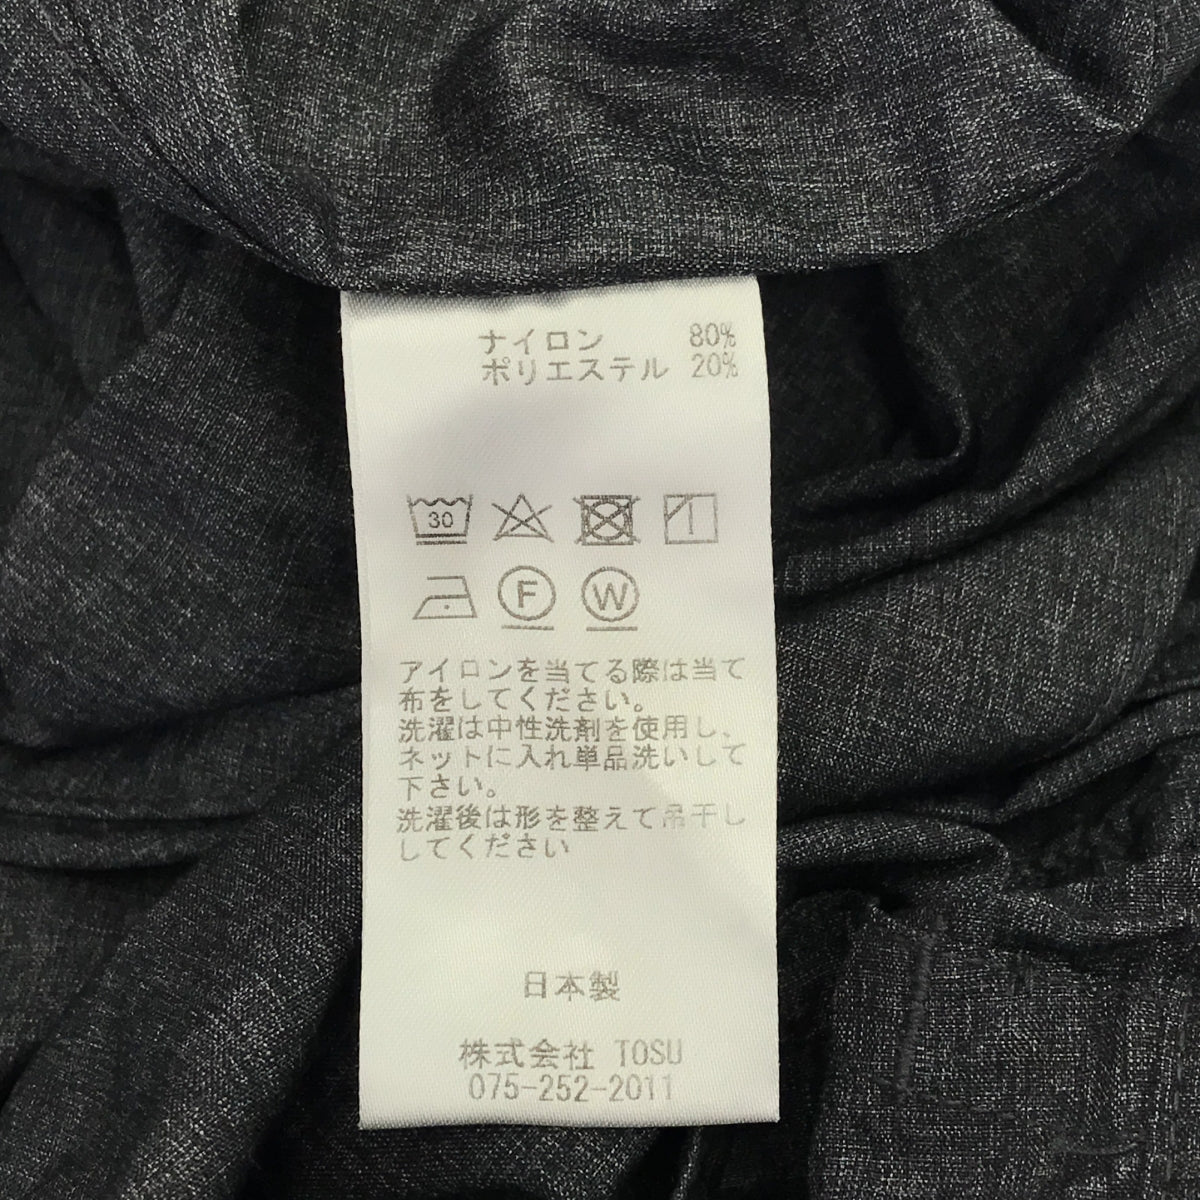 ナイロン 80%
ポリエステル 20%
30
F W
アイロンを当てる際は当て
布をしてください。
洗濯は中性洗剤を使用し、
ネットに入れ単品洗いして
下さい。
洗濯後は形を整えて吊干し
してください
日本製
株式会社 TOSU
075-252-2011